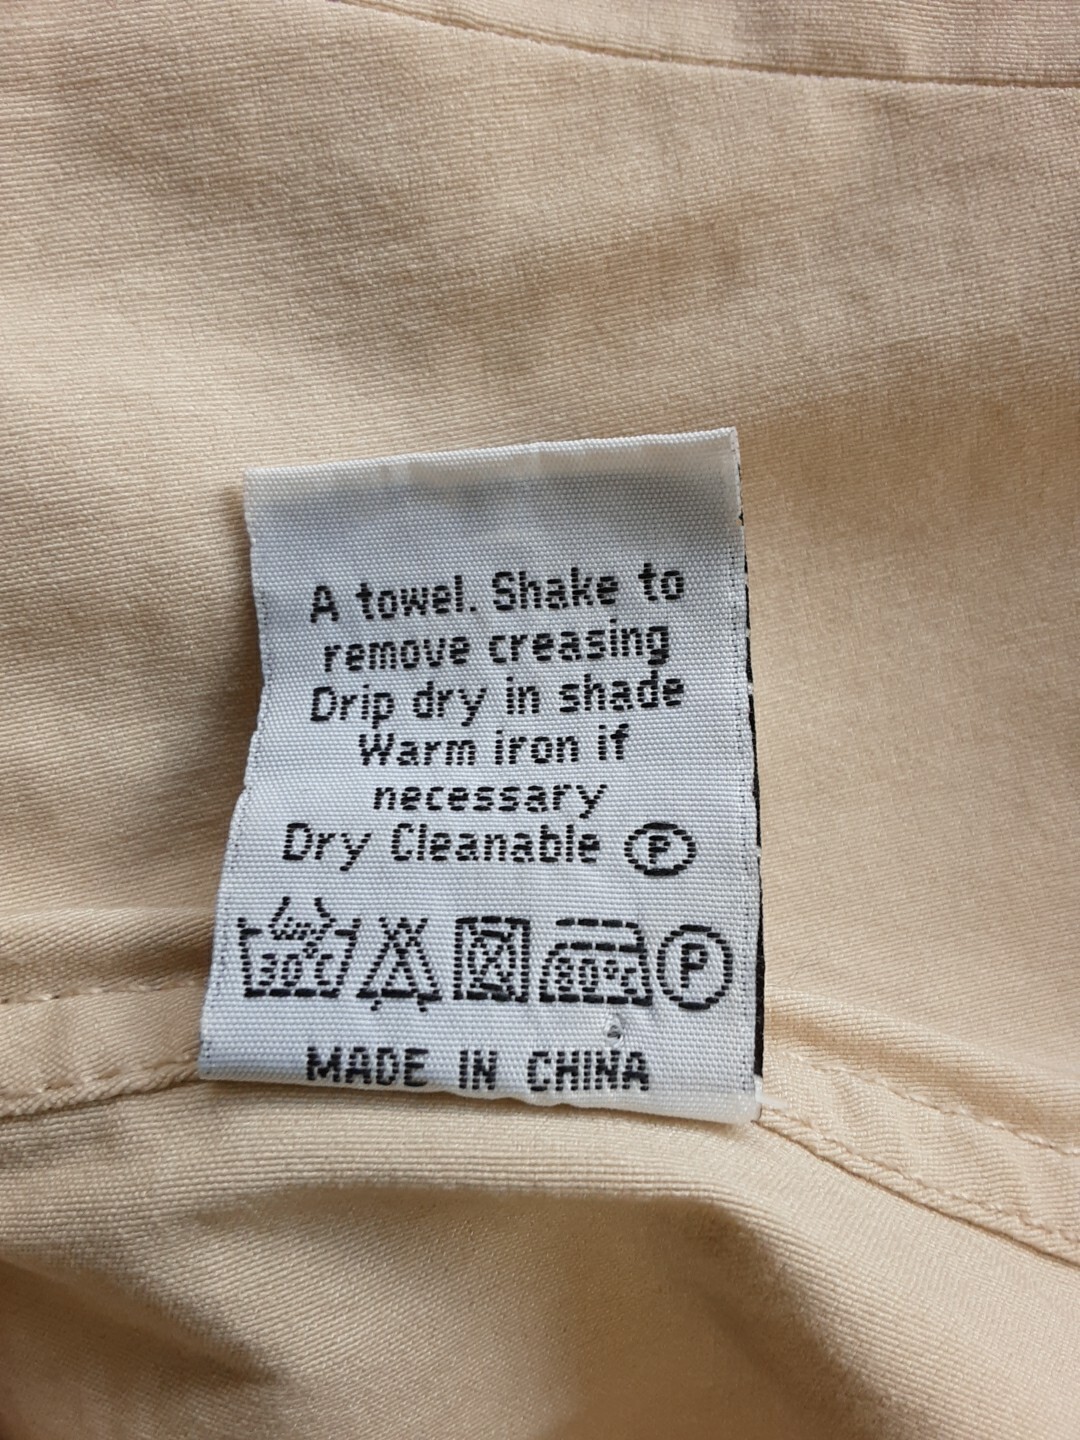 A towel. Shake to
remove creasing
Drip dry in shade
Warm iron if
necessary
Dry Cleanable P
30°C 80°C P
MADE IN CHINA